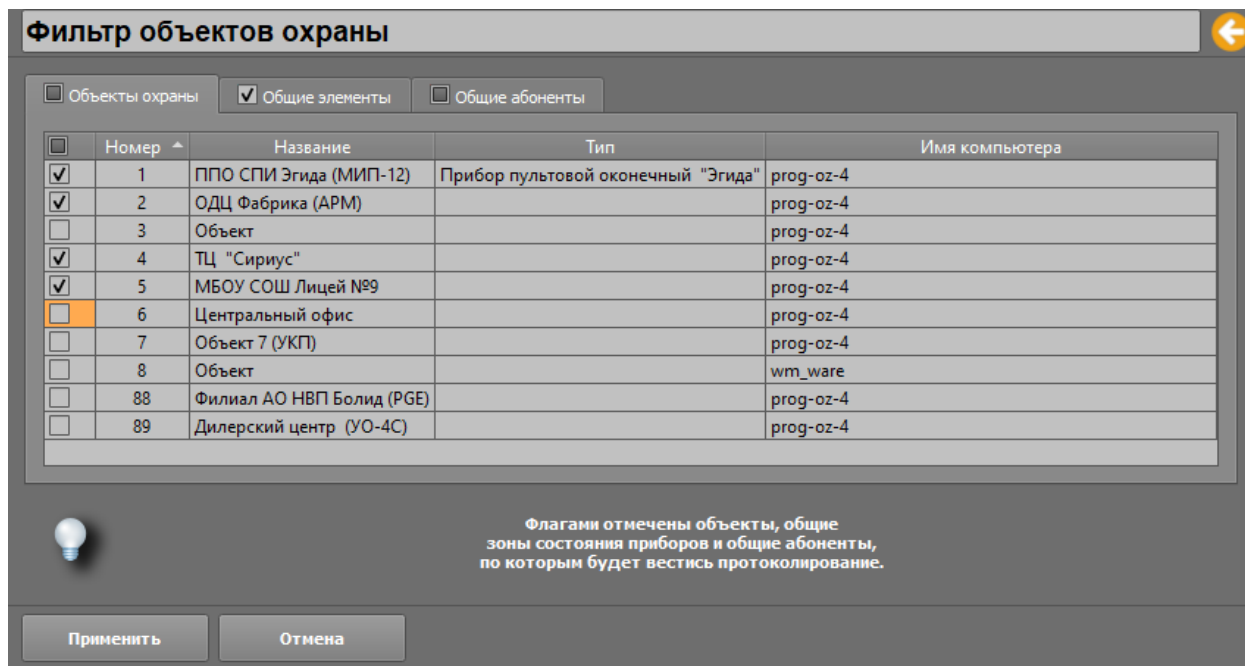 Фильтр объектов охраны
Объекты охраны Общие элементы Общие абоненты
Номер Название Тип Имя компьютера
1 ППО СПИ Эгида (МИП-12) Прибор пультовой оконечный "Эгида" prog-oz-4
2 ОДЦ Фабрика (АРМ) prog-oz-4
3 Объект prog-oz-4
4 ТЦ "Сириус" prog-oz-4
5 МБОУ СОШ Лицей №9 prog-oz-4
6 Центральный офис prog-oz-4
7 Объект 7 (УКП) prog-oz-4
8 Объект wm_ware
88 Филиал АО НВП Болид (PGE) prog-oz-4
89 Дилерский центр (УО-4С) prog-oz-4
Флагами отмечены объекты, общие
зоны состояния приборов и общие абоненты,
по которым будет вестись протоколирование.
Применить Отмена